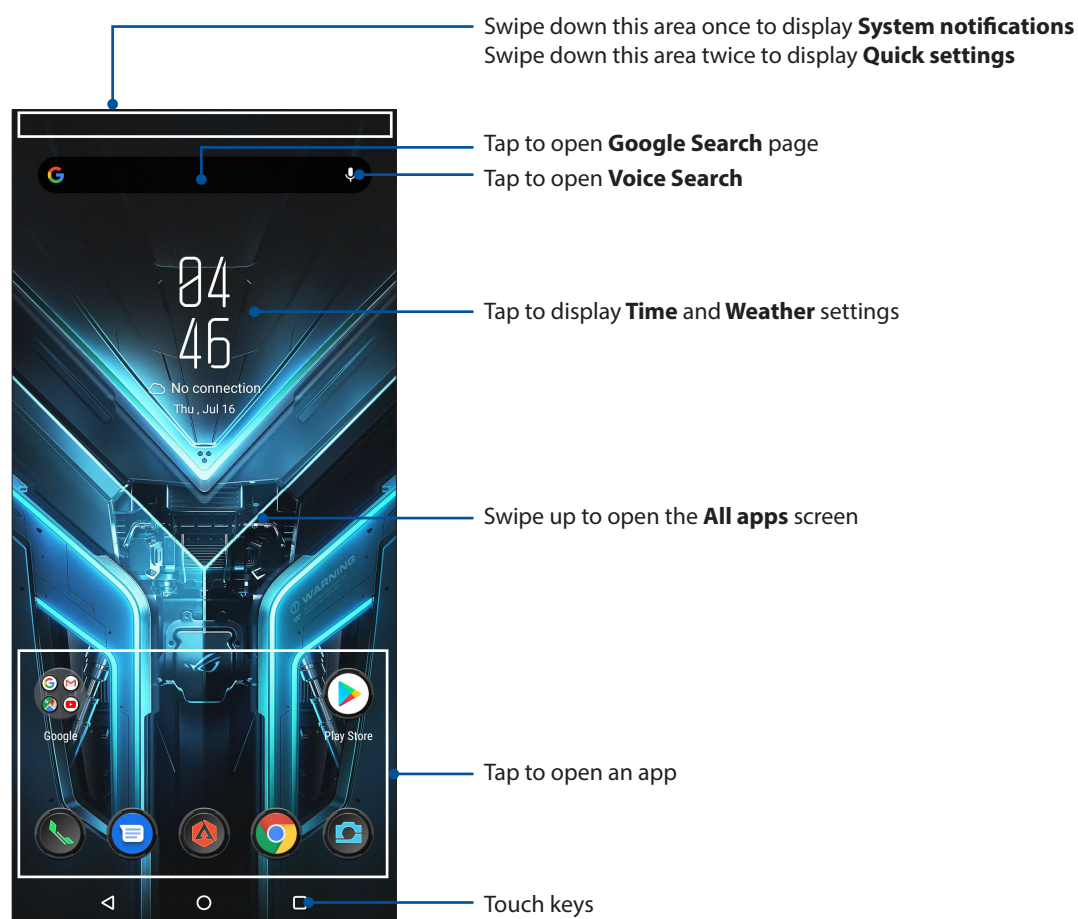 Swipe down this area once to display System notifications
Swipe down this area twice to display Quick settings
Tap to open Google Search page
Tap to open Voice Search
04
46
No connection
Thu , Jul 16
Tap to display Time and Weather settings
Swipe up to open the All apps screen
WARNING
Google
Play Store
Tap to open an app
Touch keys